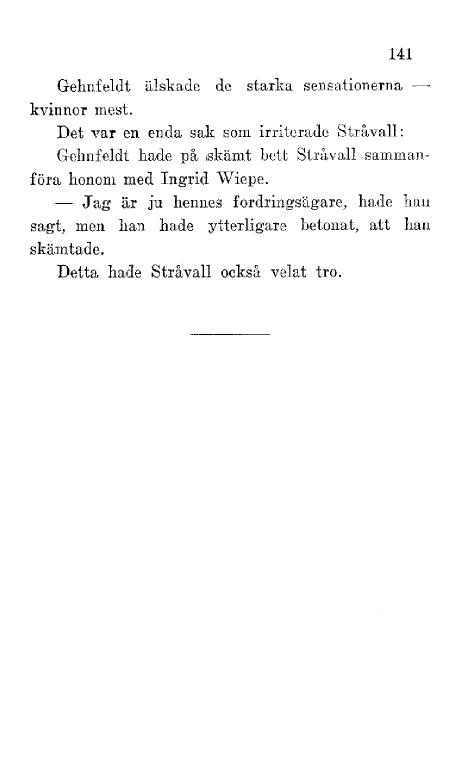 141
Gehnfeldt älskade de starka sensationerna —
kvinnor mest.
Det var en enda sak som irriterade Stråvall:
Gehnfeldt hade på skämt bett Stråvall samman-
föra honom med Ingrid Wiepe.
— Jag är ju hennes fordringsägare, hade han
sagt, men han hade ytterligare betonat, att han
skämtade.
Detta hade Stråvall också velat tro.